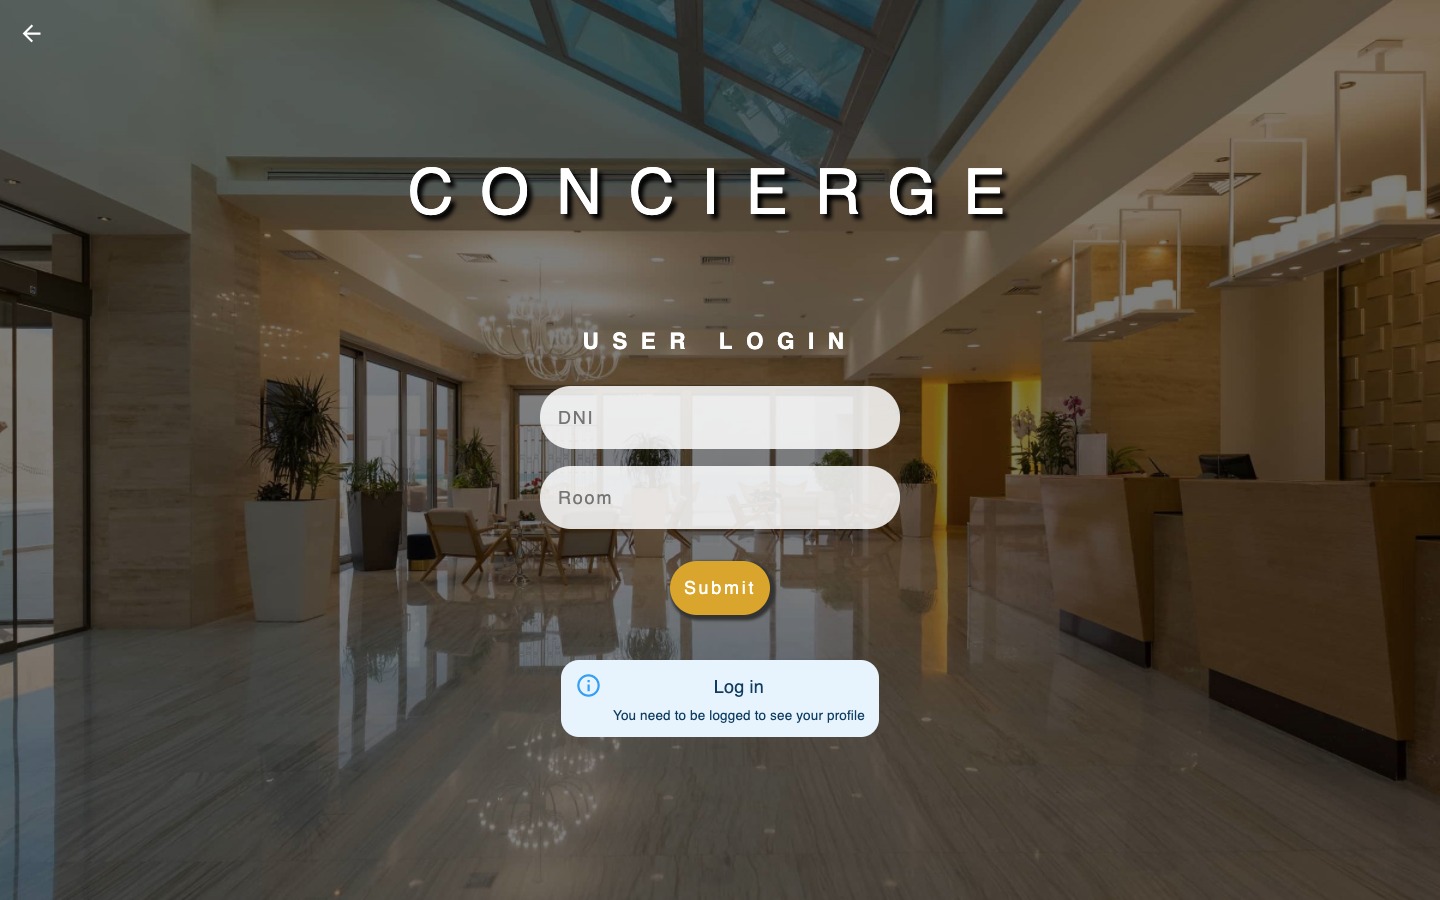 CONCIERGE
USER LOGIN
DNI
Room
Submit
Log in
You need to be logged to see your profile